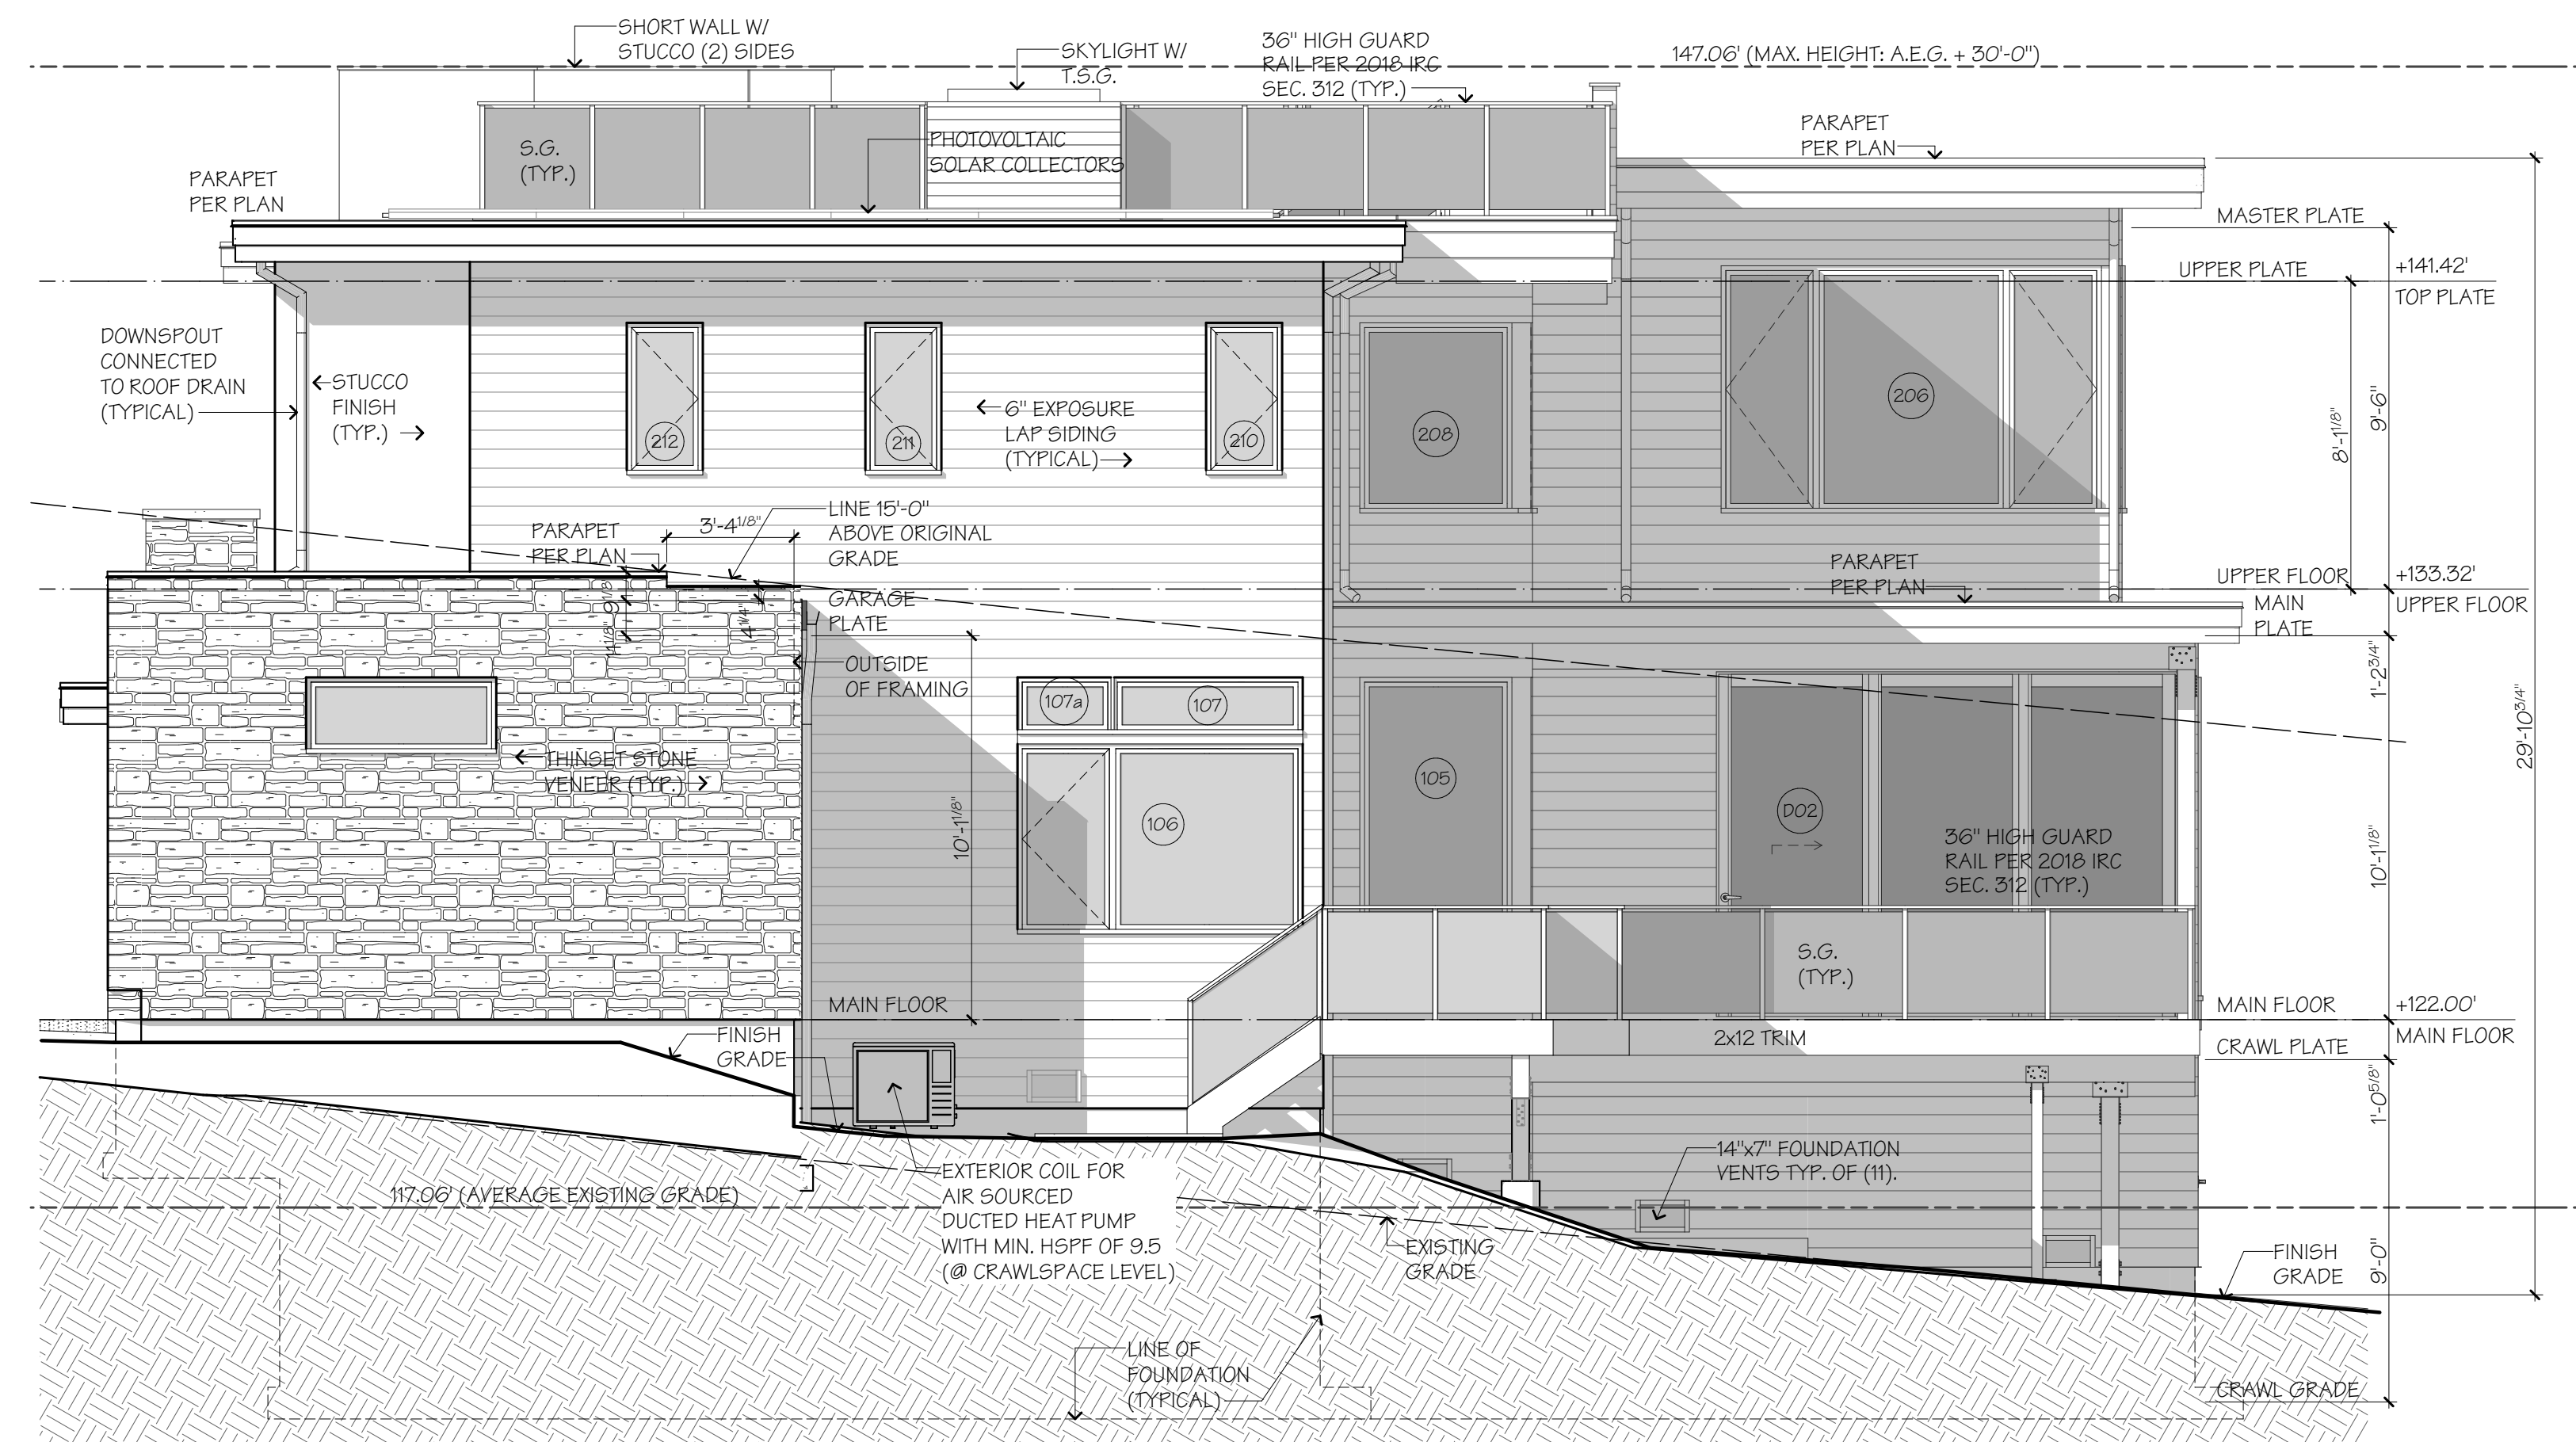 SHORT WALL W/
STUCCO (2) SIDES
SKYLIGHT W/
T.S.G.
36" HIGH GUARD
RAIL PER 2018 IRC
SEC. 312 (TYP.)
147.06' (MAX. HEIGHT: A.E.G. + 30'-0")
PARAPET
PER PLAN
S.G.
(TYP.)
PHOTOVOLTAIC
SOLAR COLLECTORS
PARAPET
PER PLAN
MASTER PLATE
UPPER PLATE
+141.42'
TOP PLATE
DOWNSPOUT
CONNECTED
TO ROOF DRAIN
(TYPICAL)
STUCCO
FINISH
(TYP.)
212
211
210
6" EXPOSURE
LAP SIDING
(TYPICAL)
208
206
8'-1 1/8"
9'-6"
PARAPET
PER PLAN
3'-4 1/8"
LINE 15'-0"
ABOVE ORIGINAL
GRADE
PARAPET
PER PLAN
UPPER FLOOR
+133.32'
UPPER FLOOR
MAIN
PLATE
9 1/8"
11 1/8"
4 1/4"
GARAGE
PLATE
OUTSIDE
OF FRAMING
1'-2 3/4"
29'-10 3/4"
107a
107
THINSET STONE
VENEER (TYP.)
10'-1 1/8"
106
105
D02
36" HIGH GUARD
RAIL PER 2018 IRC
SEC. 312 (TYP.)
10'-1 1/8"
S.G.
(TYP.)
MAIN FLOOR
MAIN FLOOR
+122.00'
MAIN FLOOR
FINISH
GRADE
2x12 TRIM
CRAWL PLATE
1'-0 5/8"
117.06' (AVERAGE EXISTING GRADE)
EXTERIOR COIL FOR
AIR SOURCED
DUCTED HEAT PUMP
WITH MIN. HSPF OF 9.5
(@ CRAWLSPACE LEVEL)
14"x7" FOUNDATION
VENTS TYP. OF (11).
EXISTING
GRADE
FINISH
GRADE
9'-0"
LINE OF
FOUNDATION
(TYPICAL)
CRAWL GRADE